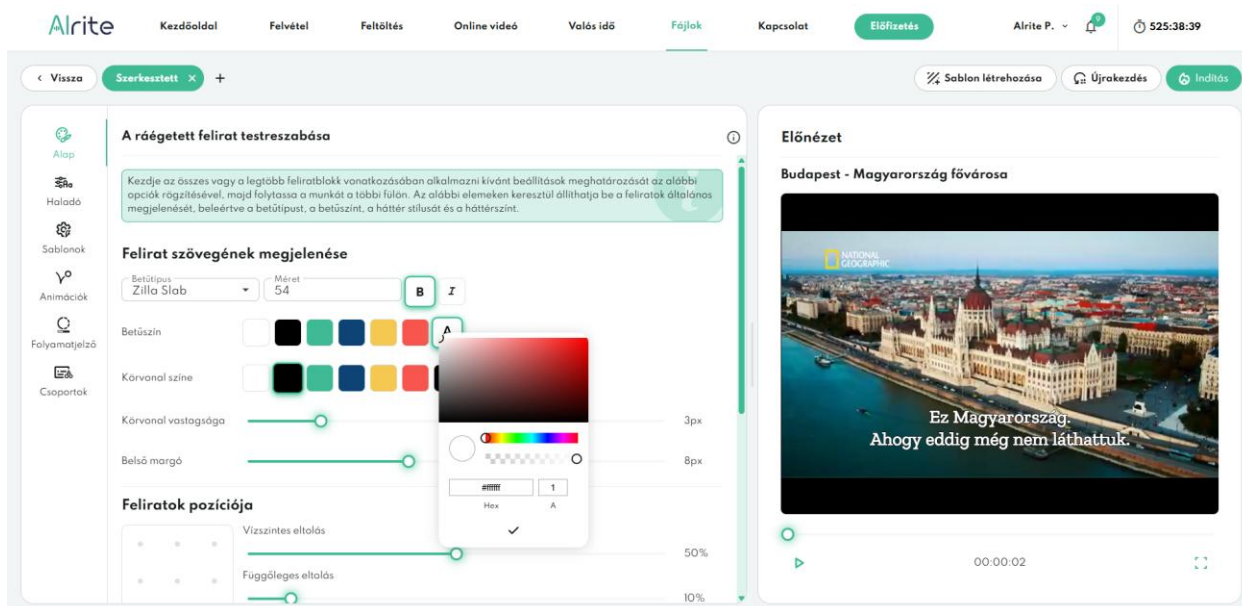 Alrite
Kezdőoldal
Felvétel
Feltöltés
Online videó
Valós idő
Fájlok
Kapcsolat
Előfizetés
Alrite P.
9
525:38:39
Vissza
Szerkesztett
Sablon létrehozása
Újrakezdés
Indítás
Alap
Haladó
Sablonok
Animációk
Folyamatjelző
Csoportok
A ráégetett felirat testreszabása
Kezdje az összes vagy a legtöbb feliratblokk vonatkozásában alkalmazni kívánt beállítások meghatározását az alábbi
opciók rögzítésével, majd folytassa a munkát a többi fülön. Az alábbi elemeken keresztül állíthatja be a feliratok általános
megjelenését, beleértve a betűtípust, a betűszínt, a háttér stílusát és a háttérszínt.
Felirat szövegének megjelenése
Betűtípus
Zilla Slab
Méret
54
B
I
Betűszín
A
Körvonal színe
Körvonal vastagsága
3px
Belső margó
8px
#ffffff
1
Hex
A
Feliratok pozíciója
Vízszintes eltolás
50%
Függőleges eltolás
10%
Előnézet
Budapest - Magyarország fővárosa
NATIONAL
GEOGRAPHIC
Ez Magyarország.
Ahogy eddig még nem láthattuk.
00:00:02